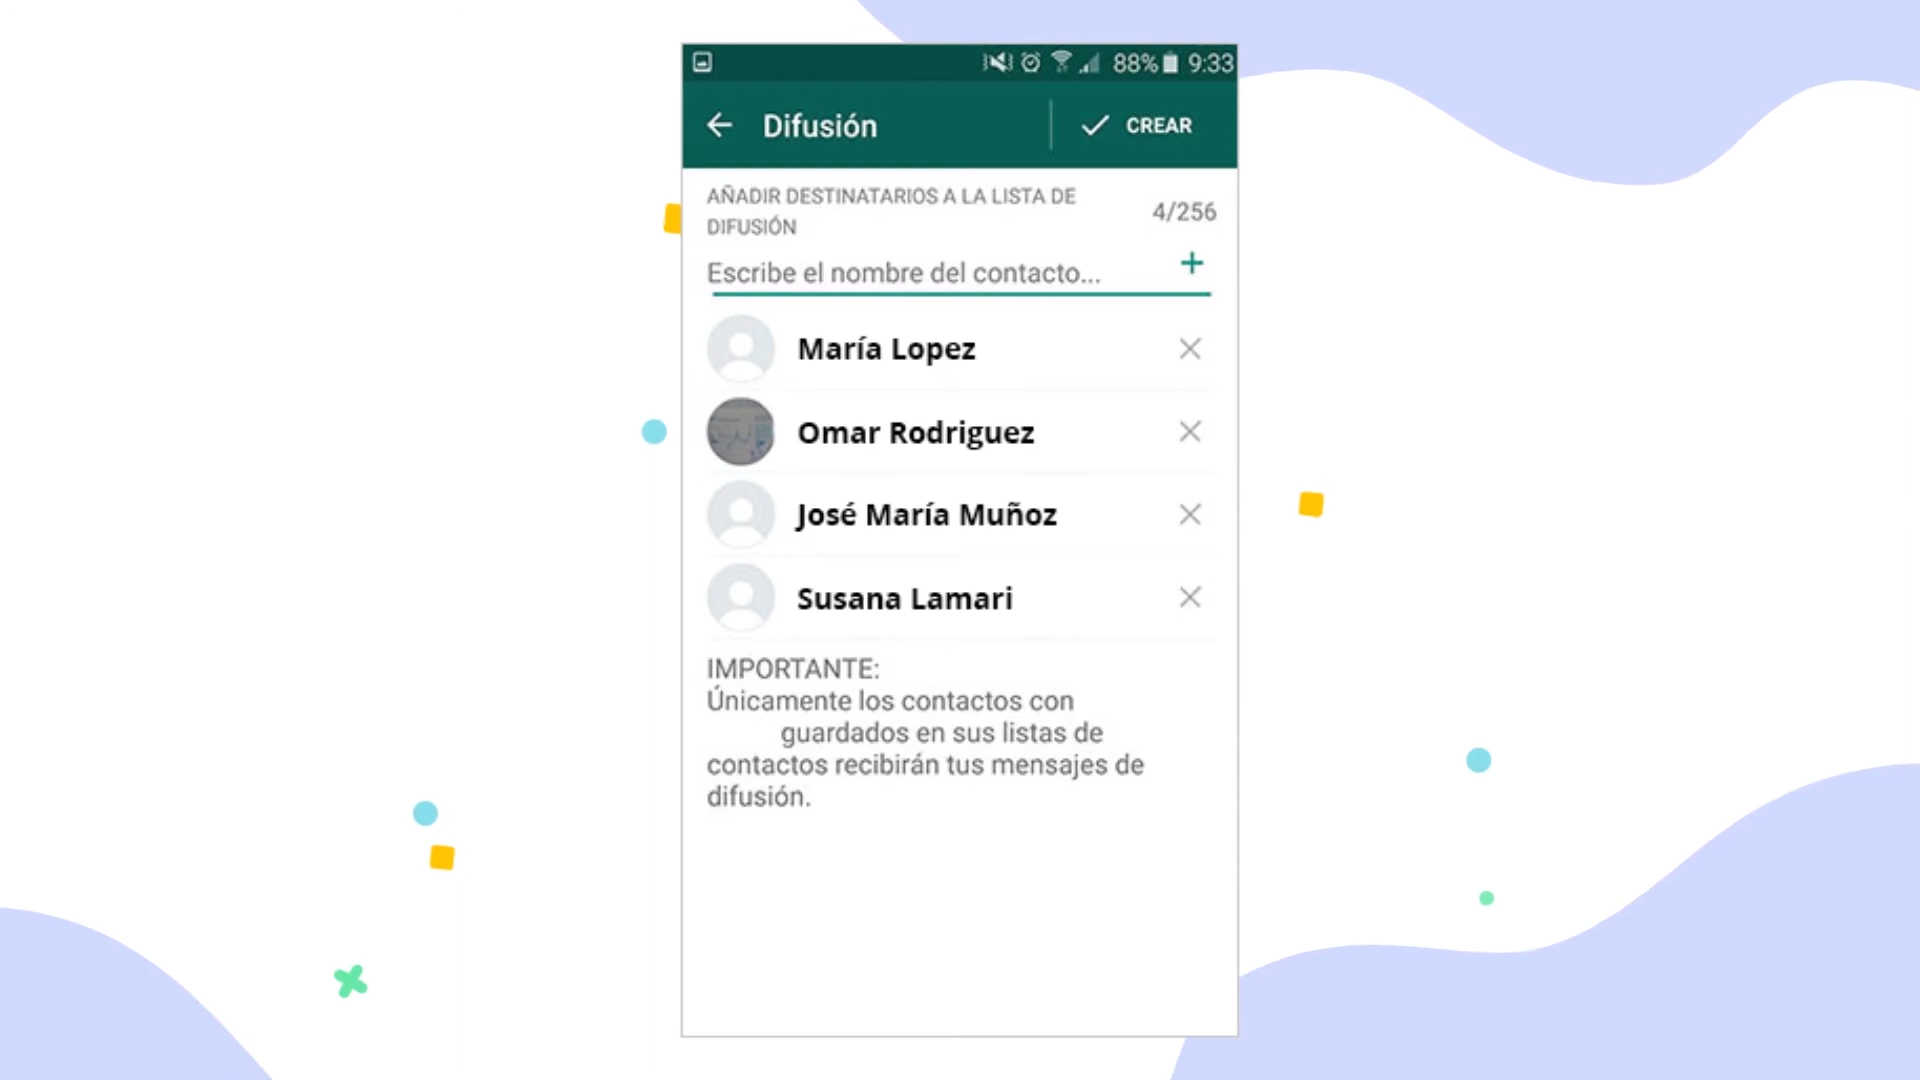 88% 9:33
Difusión CREAR
AÑADIR DESTINATARIOS A LA LISTA DE
DIFUSIÓN
4/256
Escribe el nombre del contacto...
María Lopez
Omar Rodriguez
José María Muñoz
Susana Lamari
IMPORTANTE:
Únicamente los contactos con
guardados en sus listas de
contactos recibirán tus mensajes de
difusión.